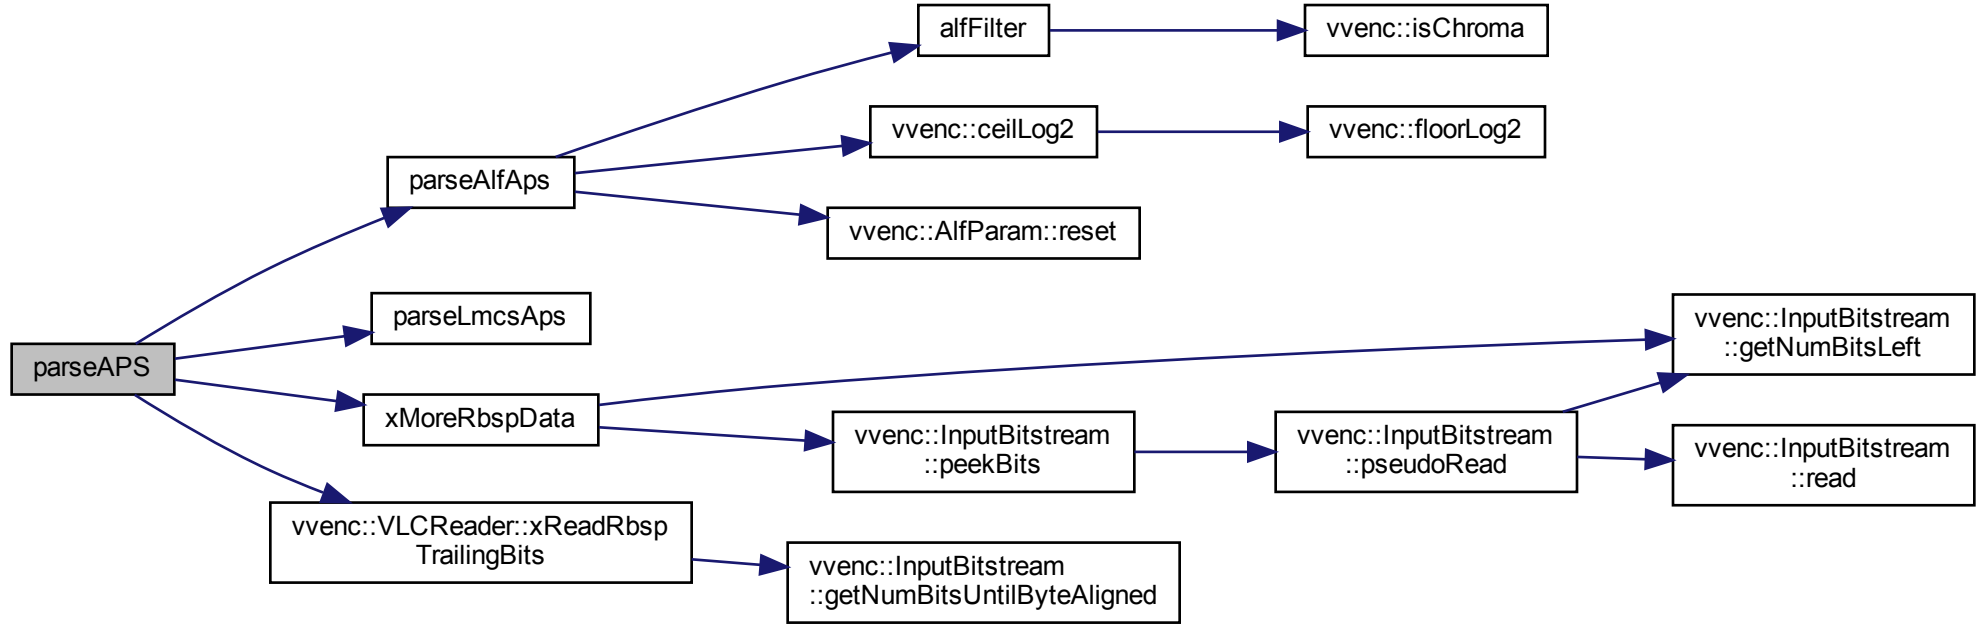 parseAPS
parseAlfAps
alfFilter
vvenc::isChroma
vvenc::ceilLog2
vvenc::floorLog2
vvenc::AlfParam::reset
parseLmcsAps
xMoreRbspData
vvenc::InputBitstream
::getNumBitsLeft
vvenc::InputBitstream
::peekBits
vvenc::InputBitstream
::pseudoRead
vvenc::InputBitstream
::read
vvenc::VLCReader::xReadRbsp
TrailingBits
vvenc::InputBitstream
::getNumBitsUntilByteAligned